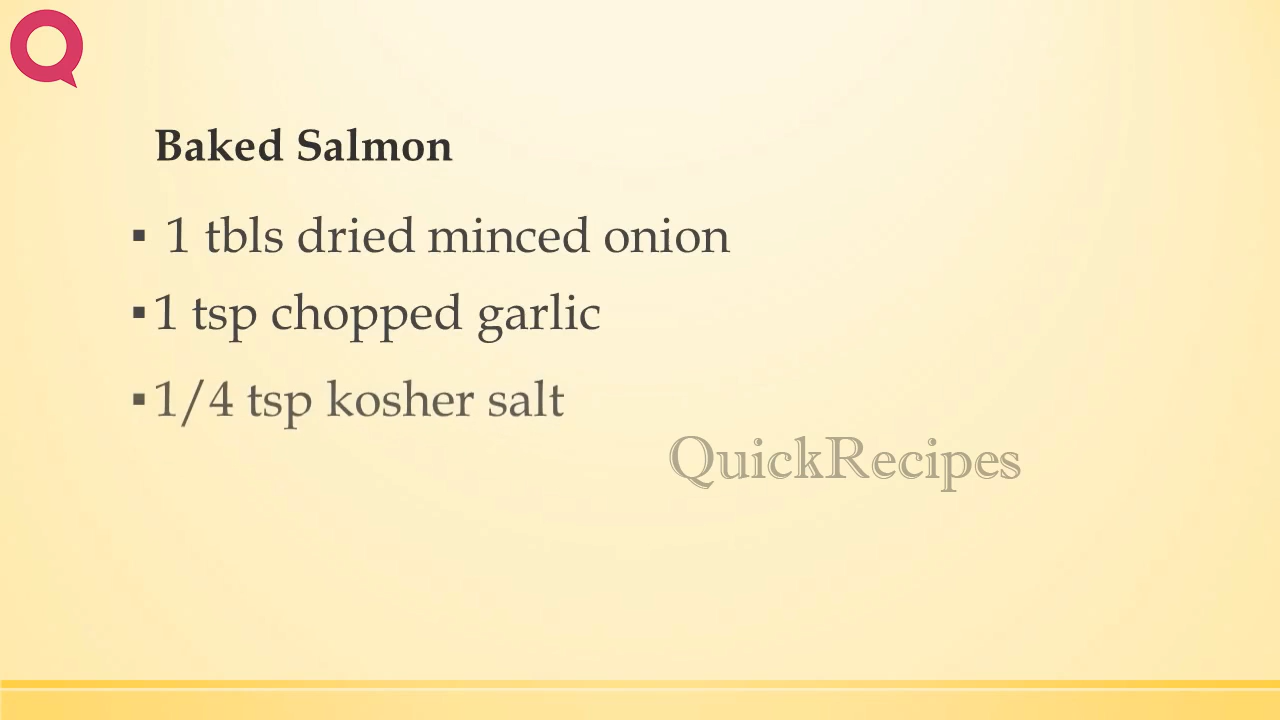 Baked Salmon
▪ 1 tbls dried minced onion
▪ 1 tsp chopped garlic
▪ 1/4 tsp kosher salt
QuickRecipes